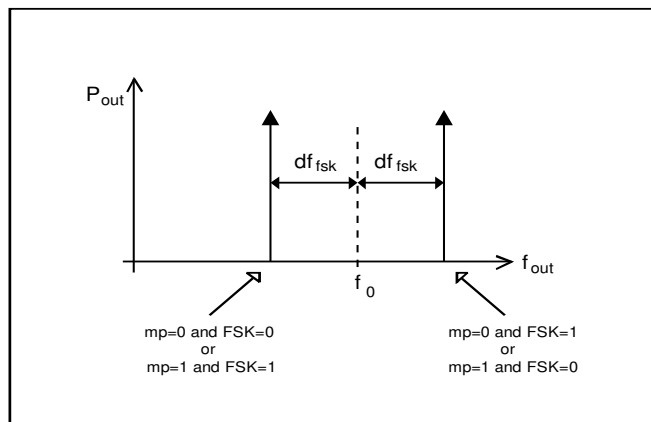 P out
df fsk
df fsk
f out
f 0
mp=0 and FSK=0
or
mp=1 and FSK=1
mp=0 and FSK=1
or
mp=1 and FSK=0